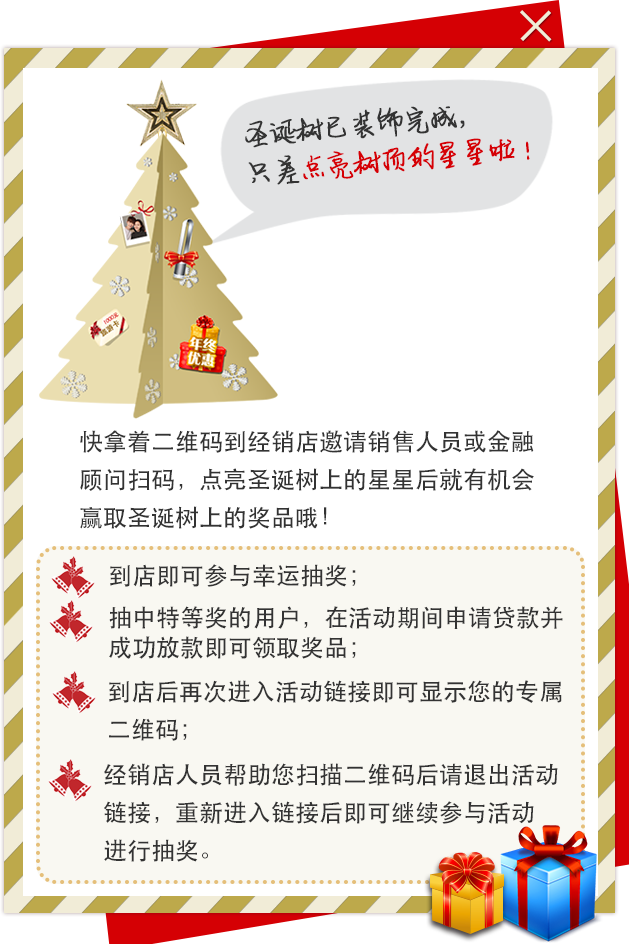 圣诞树已装饰完成，
只差点亮树顶的星星啦！
年终
优惠
快拿着二维码到经销店邀请销售人员或金融
顾问扫码，点亮圣诞树上的星星后就有机会
赢取圣诞树上的奖品哦！
到店即可参与幸运抽奖；
抽中特等奖的用户，在活动期间申请贷款并
成功放款即可领取奖品；
到店后再次进入活动链接即可显示您的专属
二维码；
经销店人员帮助您扫描二维码后请退出活动
链接，重新进入链接后即可继续参与活动
进行抽奖。